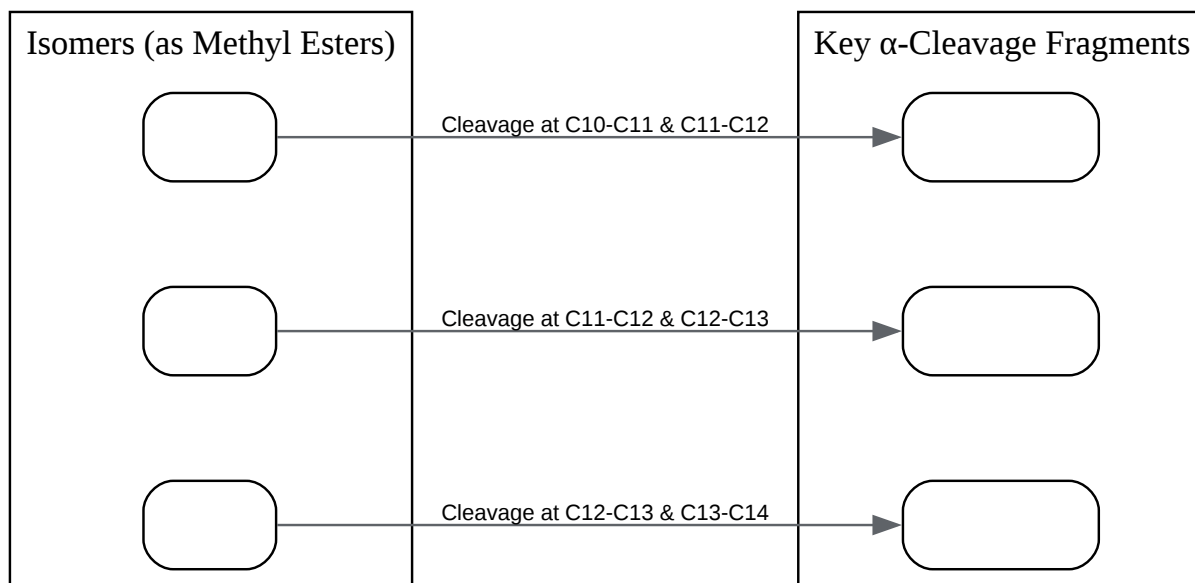 Isomers (as Methyl Esters)
Key α-Cleavage Fragments
Cleavage at C10-C11 & C11-C12
Cleavage at C11-C12 & C12-C13
Cleavage at C12-C13 & C13-C14